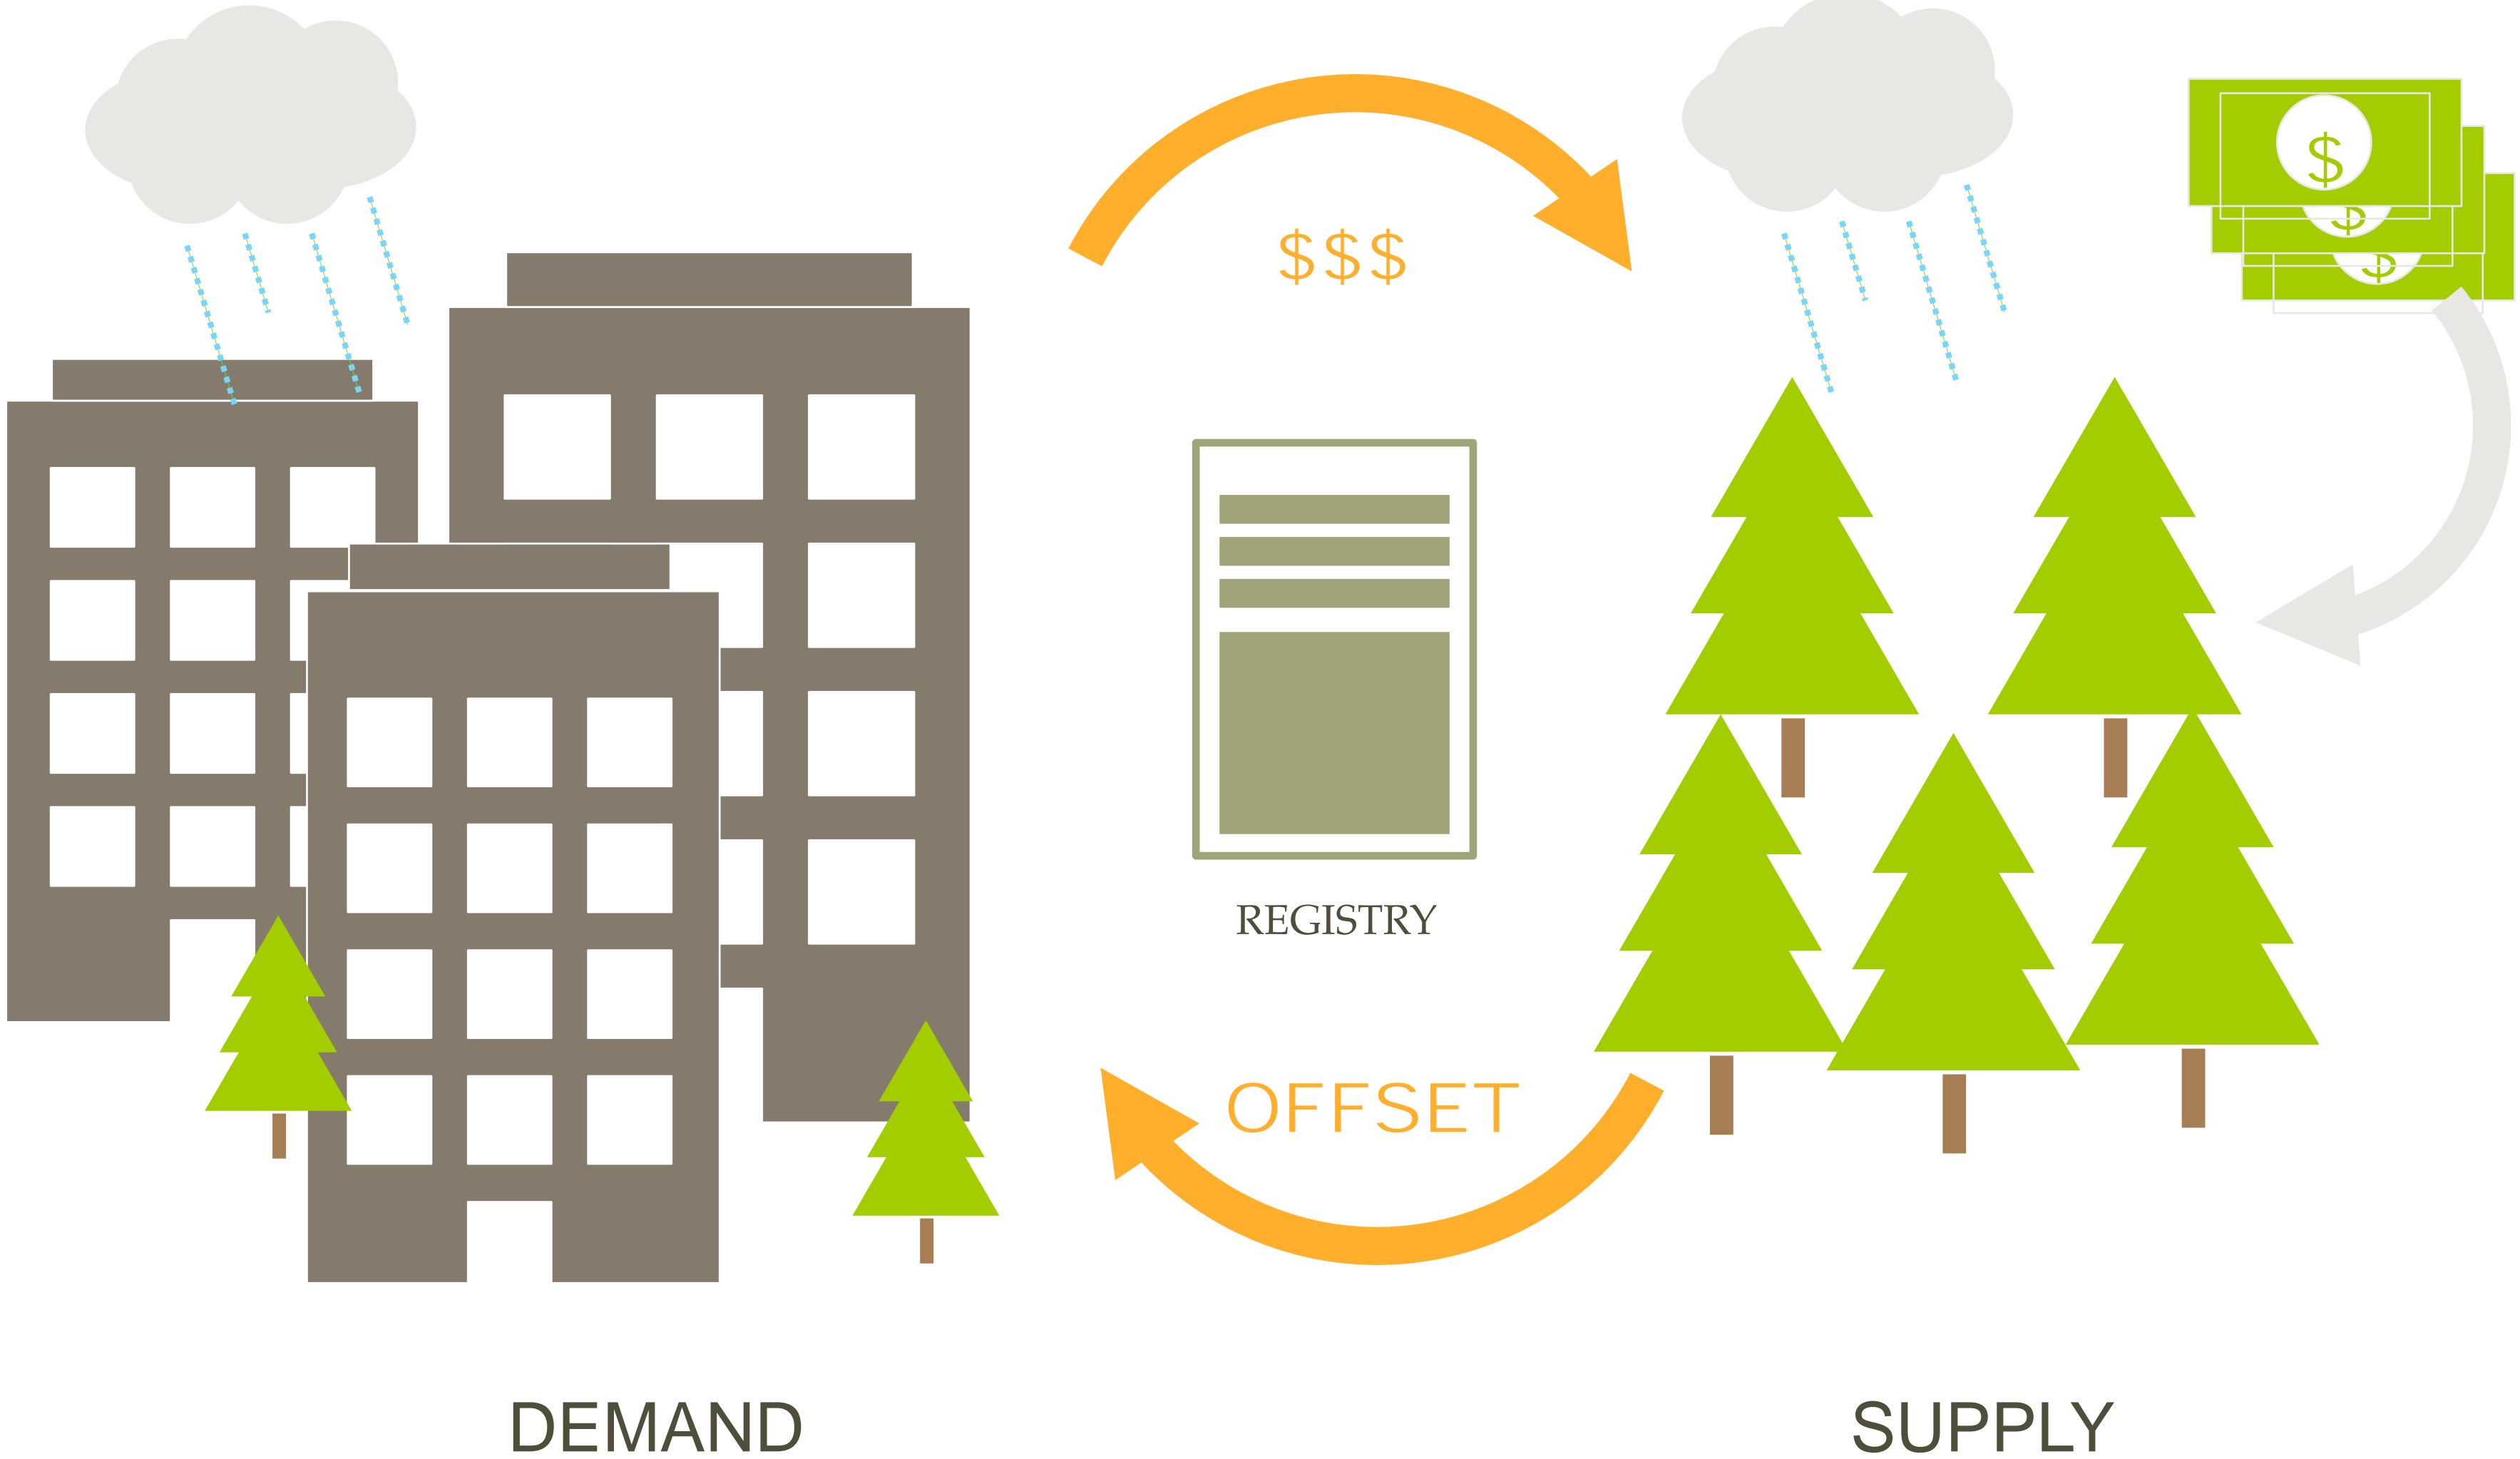 $$$
$
$
$
REGISTRY
OFFSET
DEMAND
SUPPLY